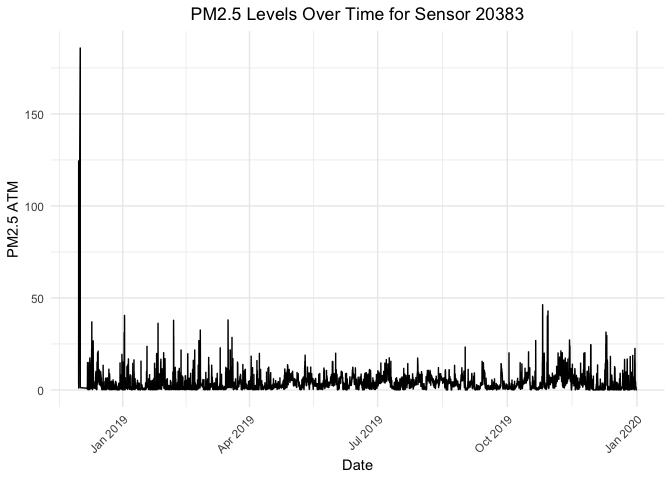 PM2.5 Levels Over Time for Sensor 20383
PM2.5 ATM
150
100
50
0
Jan 2019
Apr 2019
Jul 2019
Oct 2019
Jan 2020
Date